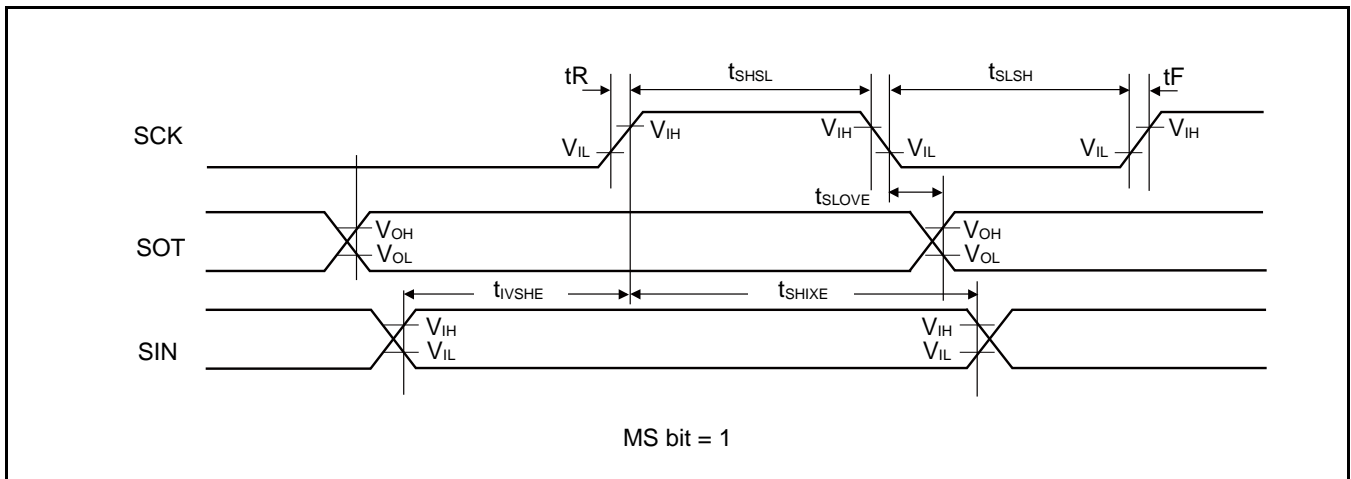 tR tSHSL tSLSH tF
SCK VIL VIH VIH VIL VIL VIH
tSLOVE
SOT VOH VOL VOH VOL
tIVSHE tSHIXE
SIN VIH VIL VIH VIL
MS bit = 1